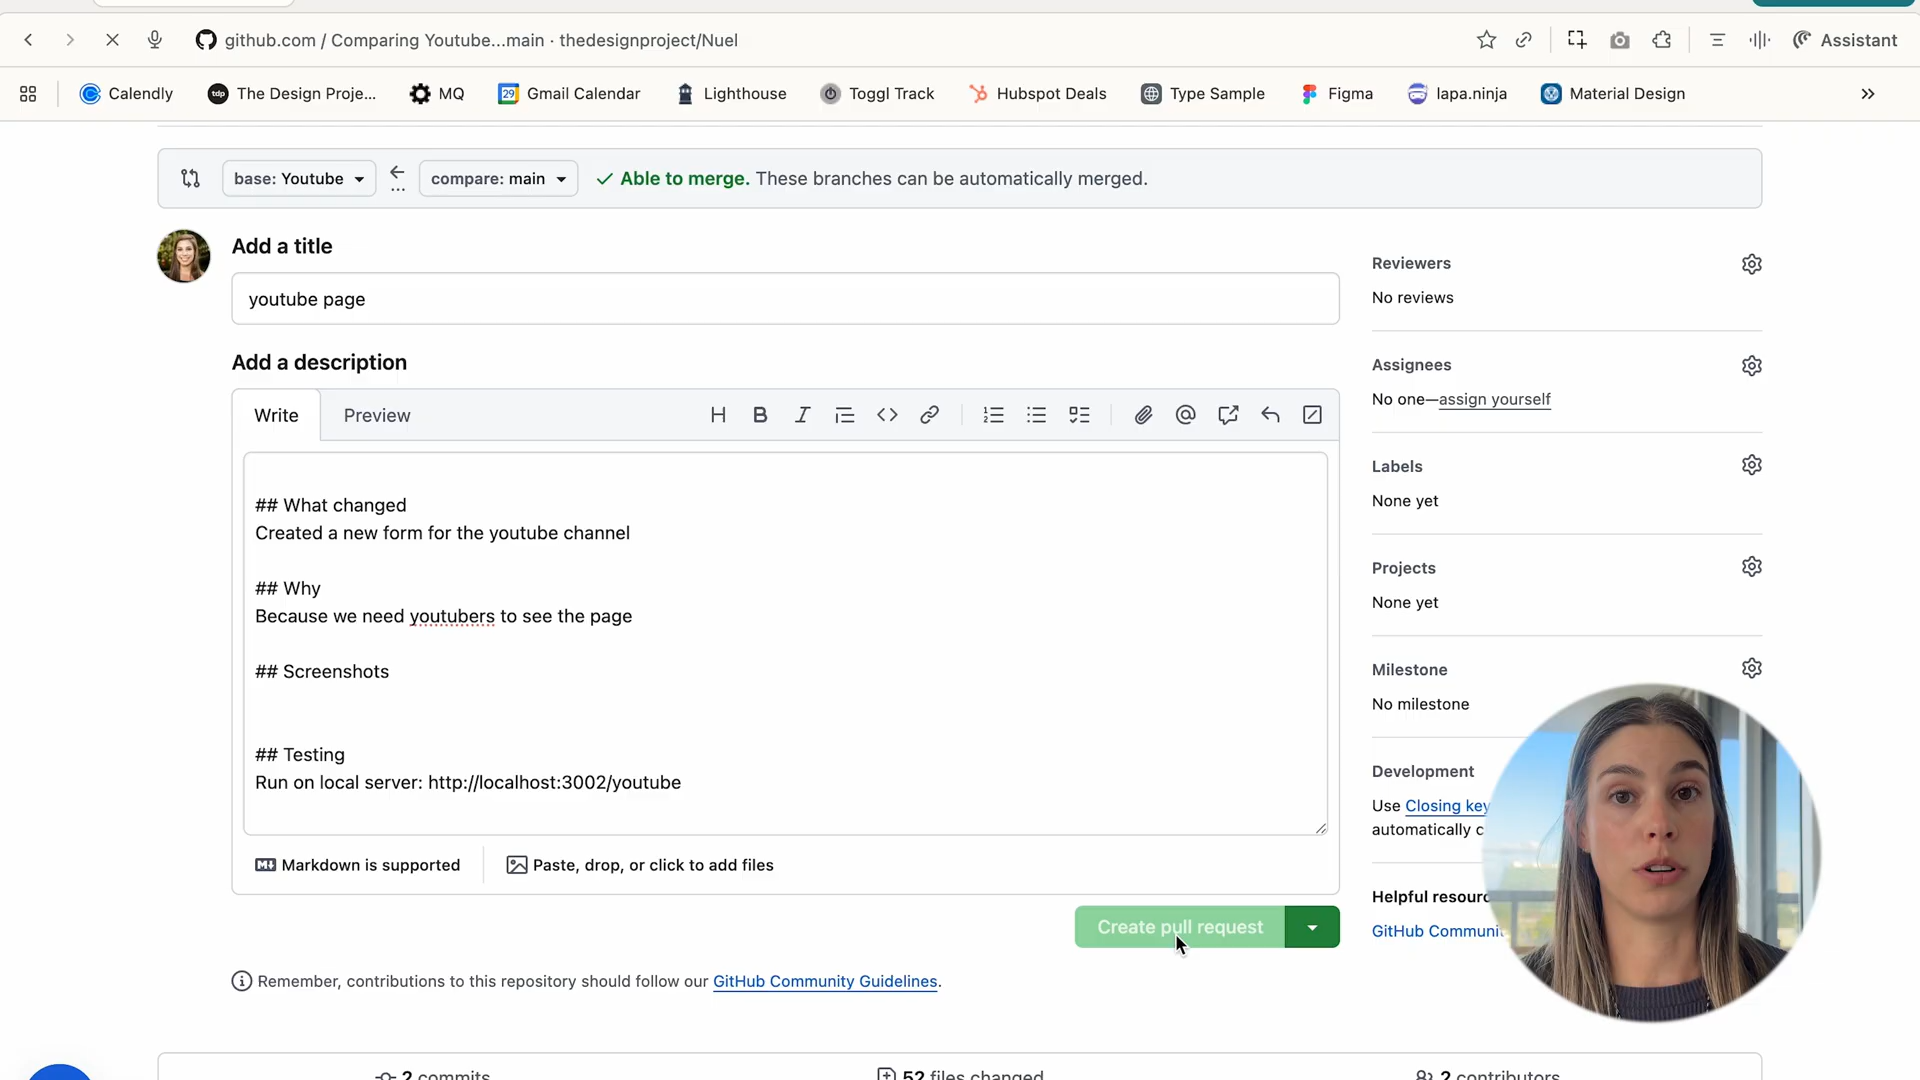 github.com / Comparing Youtube...main · thedesignproject/Nuel
Assistant
Calendly
tdp
The Design Proje...
MQ
29
Gmail Calendar
Lighthouse
Toggl Track
Hubspot Deals
Type Sample
Figma
lapa.ninja
Material Design
base: Youtube
compare: main
Able to merge. These branches can be automatically merged.
Add a title
youtube page
Add a description
Write
Preview
## What changed
Created a new form for the youtube channel
## Why
Because we need youtubers to see the page
## Screenshots
## Testing
Run on local server: http://localhost:3002/youtube
Markdown is supported
Paste, drop, or click to add files
Create pull request
Remember, contributions to this repository should follow our GitHub Community Guidelines.
Reviewers
No reviews
Assignees
No one—assign yourself
Labels
None yet
Projects
None yet
Milestone
No milestone
Development
Use Closing key
automatically c
Helpful resour
GitHub Communi
2 commits
52 files changed
2 contributors